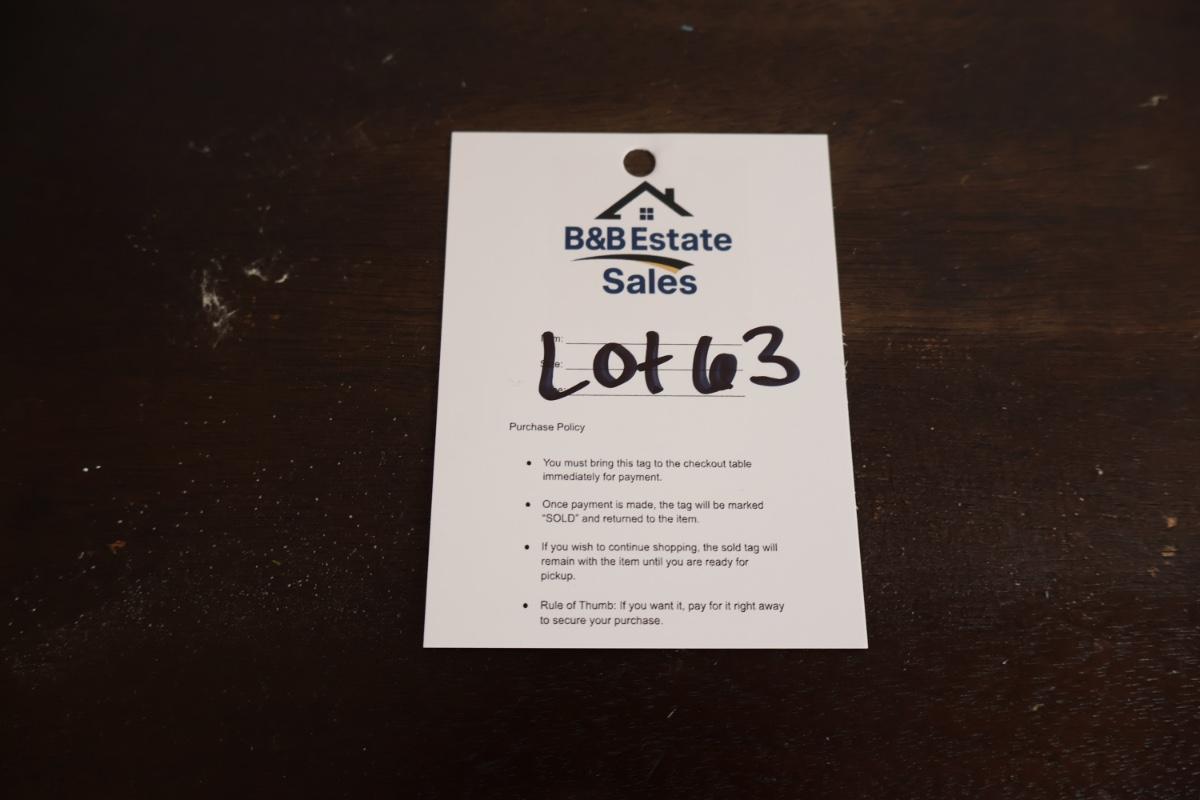 B&B Estate
Sales
Lot 63
Purchase Policy
• You must bring this tag to the checkout table
immediately for payment.
• Once payment is made, the tag will be marked
"SOLD" and returned to the item.
• If you wish to continue shopping, the sold tag will
remain with the item until you are ready for
pickup.
• Rule of Thumb: If you want it, pay for it right away
to secure your purchase.